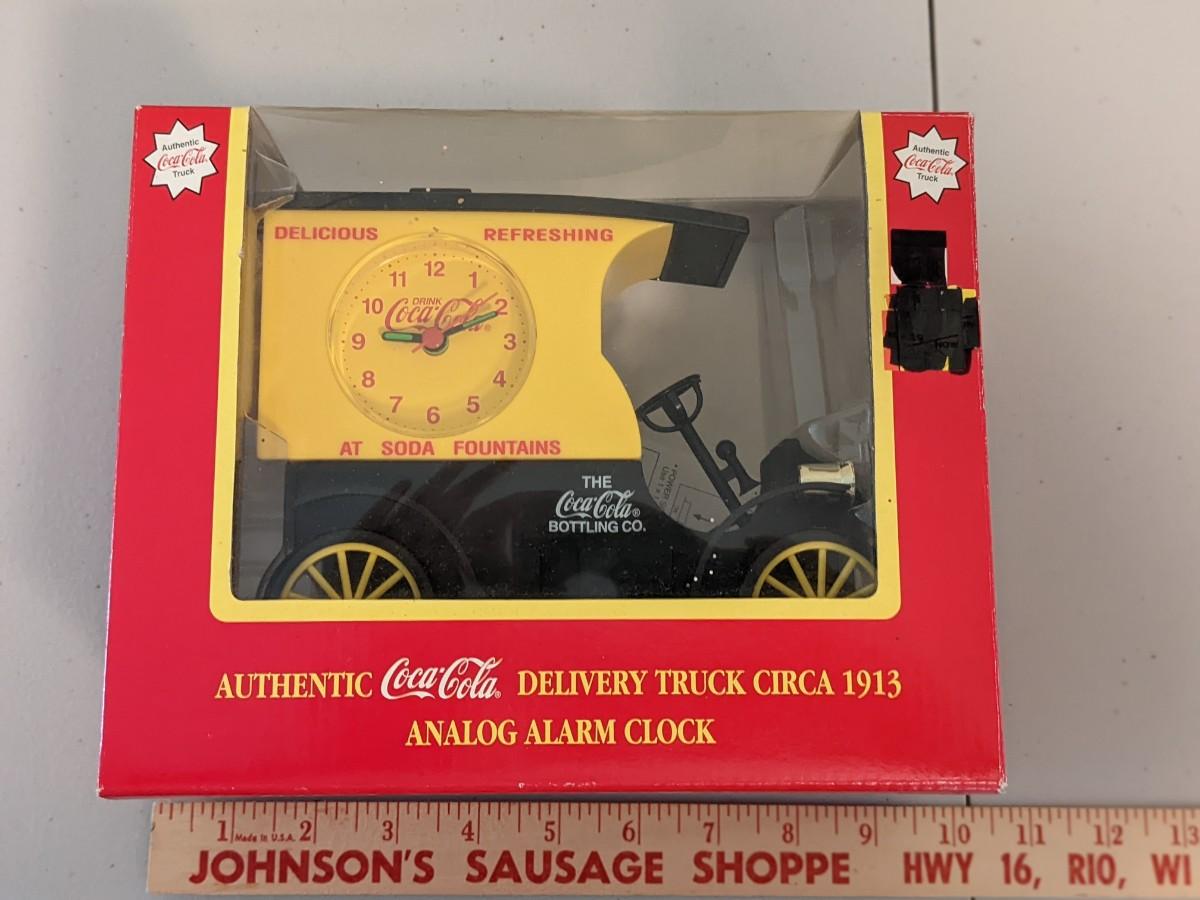 Authentic
Coca-Cola®
Truck
Authentic
Coca-Cola®
Truck
DELICIOUS REFRESHING
12
11 1
DRINK
10 Coca-Cola® 2
9 3
8 4
7 5
6
AT SODA FOUNTAINS
THE
Coca-Cola®
BOTTLING CO.
AUTHENTIC Coca-Cola® DELIVERY TRUCK CIRCA 1913
ANALOG ALARM CLOCK
1 Made in U.S.A. 2 3 4 5 6 7 8 9 10 11 12 13
JOHNSON'S SAUSAGE SHOPPE HWY 16, RIO, WI